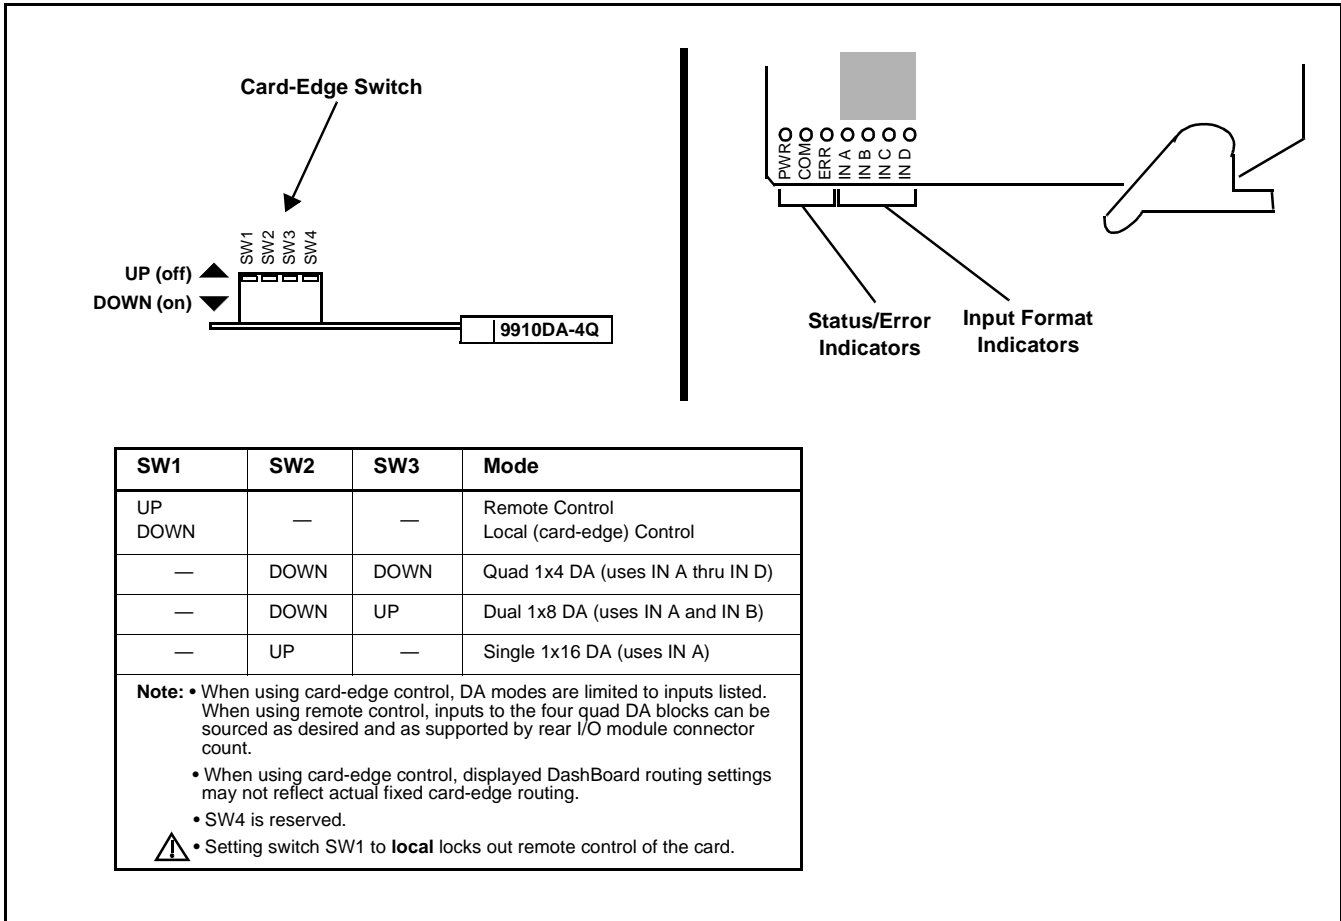 Card-Edge Switch
SW1
SW2
SW3
SW4
UP (off)
DOWN (on)
9910DA-4Q
PWR
COM
ERR
IN A
IN B
IN C
IN D
Status/Error
Indicators
Input Format
Indicators
SW1 SW2 SW3 Mode
UP — — Remote Control
DOWN Local (card-edge) Control
— DOWN DOWN Quad 1x4 DA (uses IN A thru IN D)
— DOWN UP Dual 1x8 DA (uses IN A and IN B)
— UP — Single 1x16 DA (uses IN A)
Note: • When using card-edge control, DA modes are limited to inputs listed.
When using remote control, inputs to the four quad DA blocks can be
sourced as desired and as supported by rear I/O module connector
count.
• When using card-edge control, displayed DashBoard routing settings
may not reflect actual fixed card-edge routing.
• SW4 is reserved.
• Setting switch SW1 to local locks out remote control of the card.